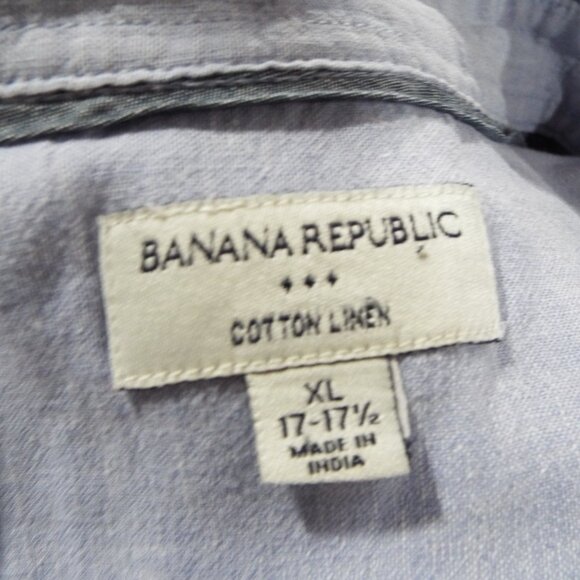 BANANA REPUBLIC
COTTON LINEN
XL
17-17½
MADE IN
INDIA